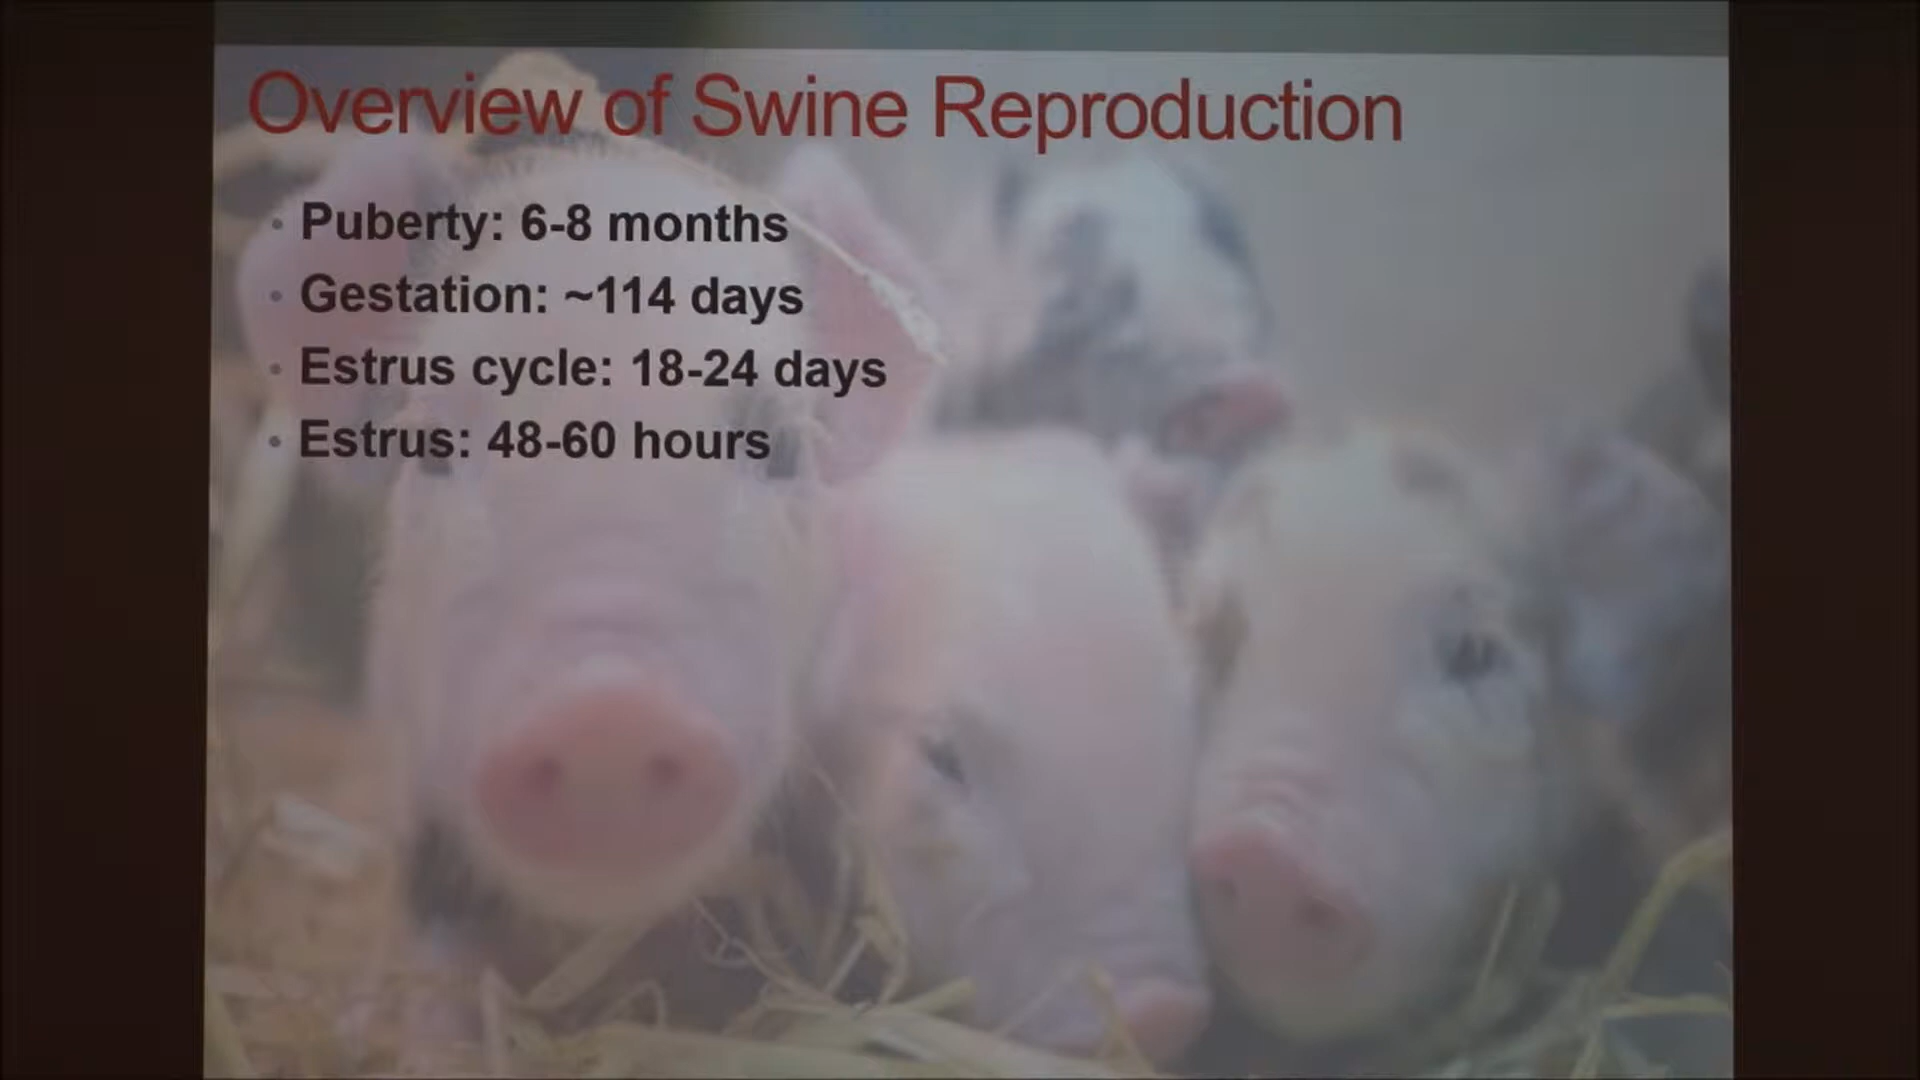 Overview of Swine Reproduction
• Puberty: 6-8 months
• Gestation: ~114 days
• Estrus cycle: 18-24 days
• Estrus: 48-60 hours